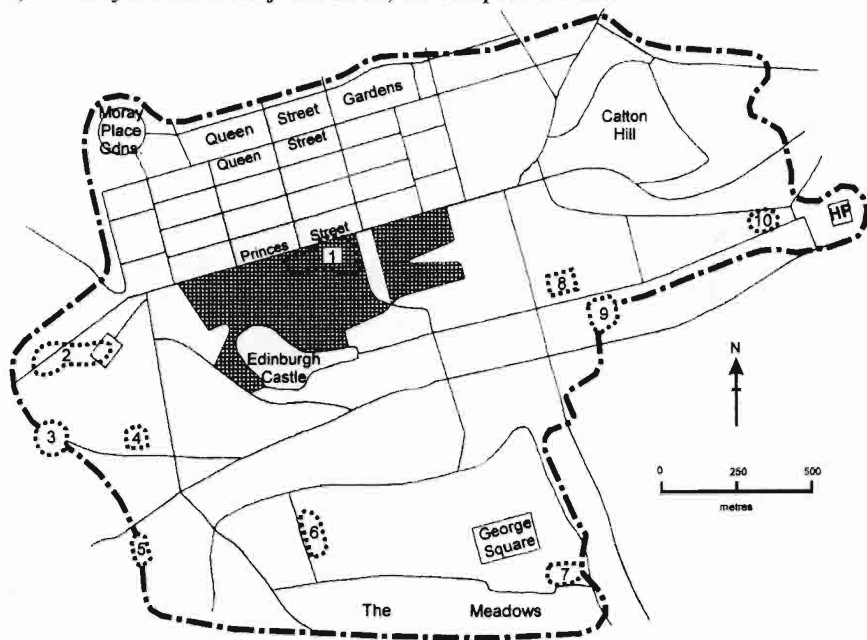 Moray
Place
Gdns
Queen Street Gardens
Queen Street
Calton
Hill
HP
10
Princes Street
1
8
9
2
Edinburgh
Castle
N
3
4
0 250 500
metres
6
5
George
Square
7
The Meadows